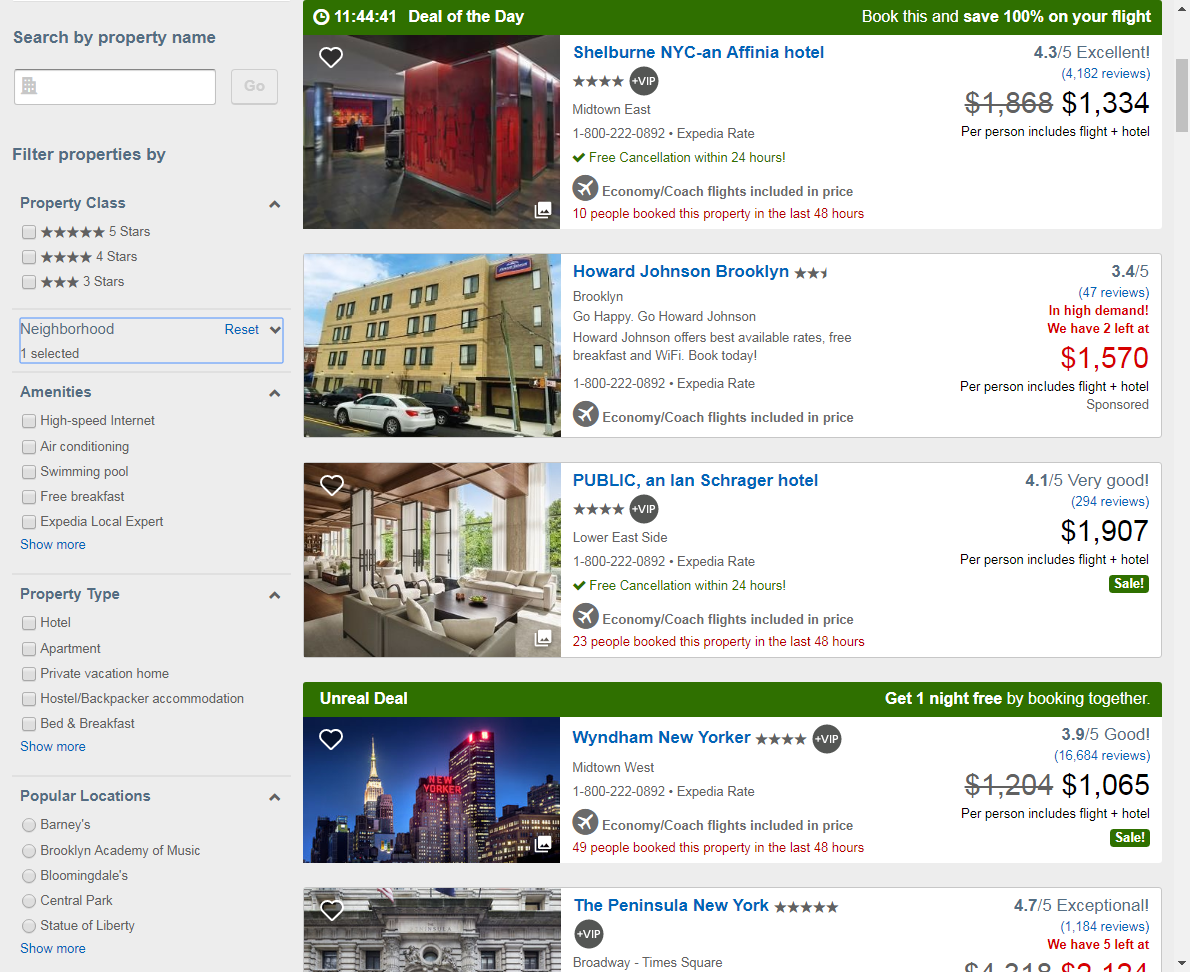 Search by property name
Go
Filter properties by
Property Class
5 Stars
4 Stars
3 Stars
Neighborhood Reset
1 selected
Amenities
High-speed Internet
Air conditioning
Swimming pool
Free breakfast
Expedia Local Expert
Show more
Property Type
Hotel
Apartment
Private vacation home
Hostel/Backpacker accommodation
Bed & Breakfast
Show more
Popular Locations
Barney's
Brooklyn Academy of Music
Bloomingdale's
Central Park
Statue of Liberty
Show more
11:44:41 Deal of the Day Book this and save 100% on your flight
Shelburne NYC-an Affinia hotel
+VIP
Midtown East
1-800-222-0892 • Expedia Rate
Free Cancellation within 24 hours!
Economy/Coach flights included in price
10 people booked this property in the last 48 hours
4.3/5 Excellent!
(4,182 reviews)
$1,868 $1,334
Per person includes flight + hotel
Howard Johnson Brooklyn
Brooklyn
Go Happy. Go Howard Johnson
Howard Johnson offers best available rates, free
breakfast and WiFi. Book today!
1-800-222-0892 • Expedia Rate
Economy/Coach flights included in price
3.4/5
(47 reviews)
In high demand!
We have 2 left at
$1,570
Per person includes flight + hotel
Sponsored
PUBLIC, an Ian Schrager hotel
+VIP
Lower East Side
1-800-222-0892 • Expedia Rate
Free Cancellation within 24 hours!
Economy/Coach flights included in price
23 people booked this property in the last 48 hours
4.1/5 Very good!
(294 reviews)
$1,907
Per person includes flight + hotel
Sale!
Unreal Deal Get 1 night free by booking together.
NEW
YORKER
Wyndham New Yorker +VIP
Midtown West
1-800-222-0892 • Expedia Rate
Economy/Coach flights included in price
49 people booked this property in the last 48 hours
3.9/5 Good!
(16,684 reviews)
$1,204 $1,065
Per person includes flight + hotel
Sale!
The Peninsula New York
+VIP
Broadway - Times Square
4.7/5 Exceptional!
(1,184 reviews)
We have 5 left at